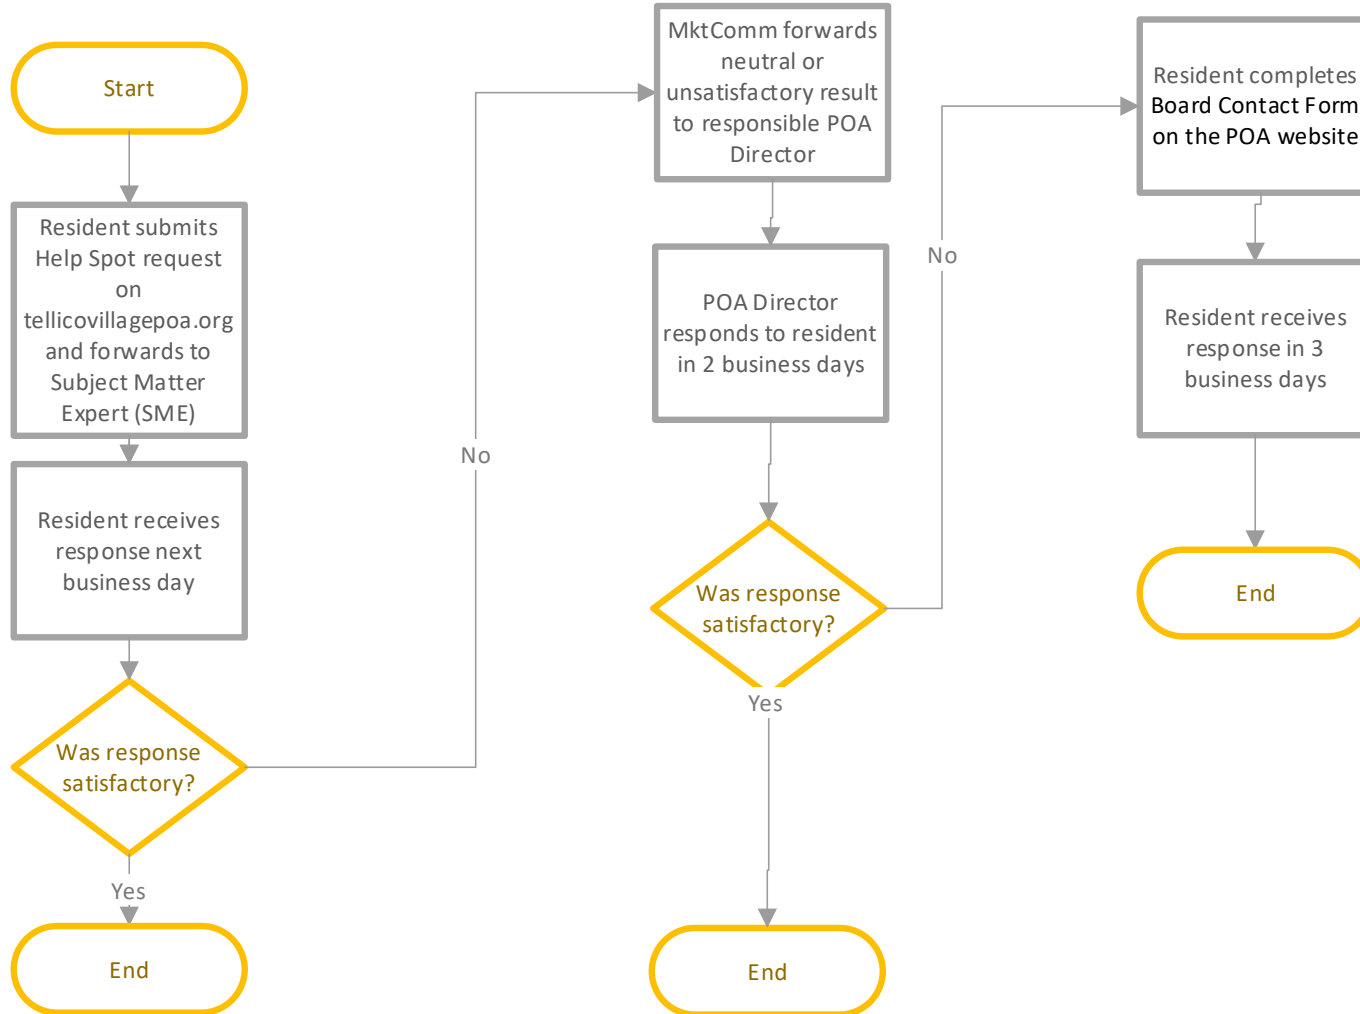 Start
Resident submits
Help Spot request
on
tellicovillagepoa.org
and forwards to
Subject Matter
Expert (SME)
Resident receives
response next
business day
Was response
satisfactory?
Yes
End
No
MktComm forwards
neutral or
unsatisfactory result
to responsible POA
Director
POA Director
responds to resident
in 2 business days
Was response
satisfactory?
Yes
End
No
Resident completes
Board Contact Form
on the POA website
Resident receives
response in 3
business days
End